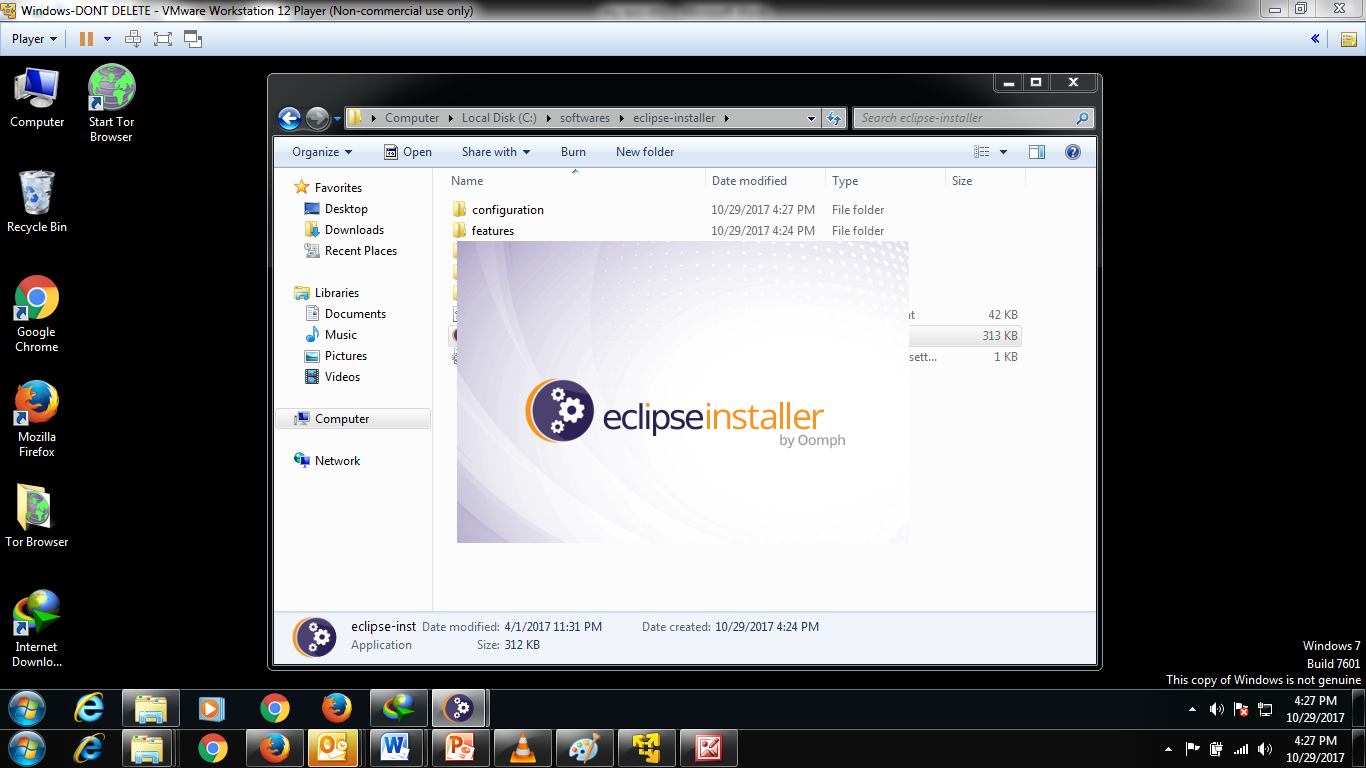 Windows-DONT DELETE - VMware Workstation 12 Player (Non-commercial use only)
Player
Computer
Start Tor
Browser
Recycle Bin
Google
Chrome
Mozilla
Firefox
Tor Browser
Internet
Downlo...
Computer Local Disk (C:) softwares eclipse-installer
Search eclipse-installer
Organize Open Share with Burn New folder
Favorites
Desktop
Downloads
Recent Places
Libraries
Documents
Music
Pictures
Videos
Computer
Network
Name Date modified Type Size
configuration 10/29/2017 4:27 PM File folder
features 10/29/2017 4:24 PM File folder
42 KB
313 KB
sett... 1 KB
eclipseinstaller
by Oomph
eclipse-inst Date modified: 4/1/2017 11:31 PM Date created: 10/29/2017 4:24 PM
Application Size: 312 KB
Windows 7
Build 7601
This copy of Windows is not genuine
4:27 PM
10/29/2017
4:27 PM
10/29/2017